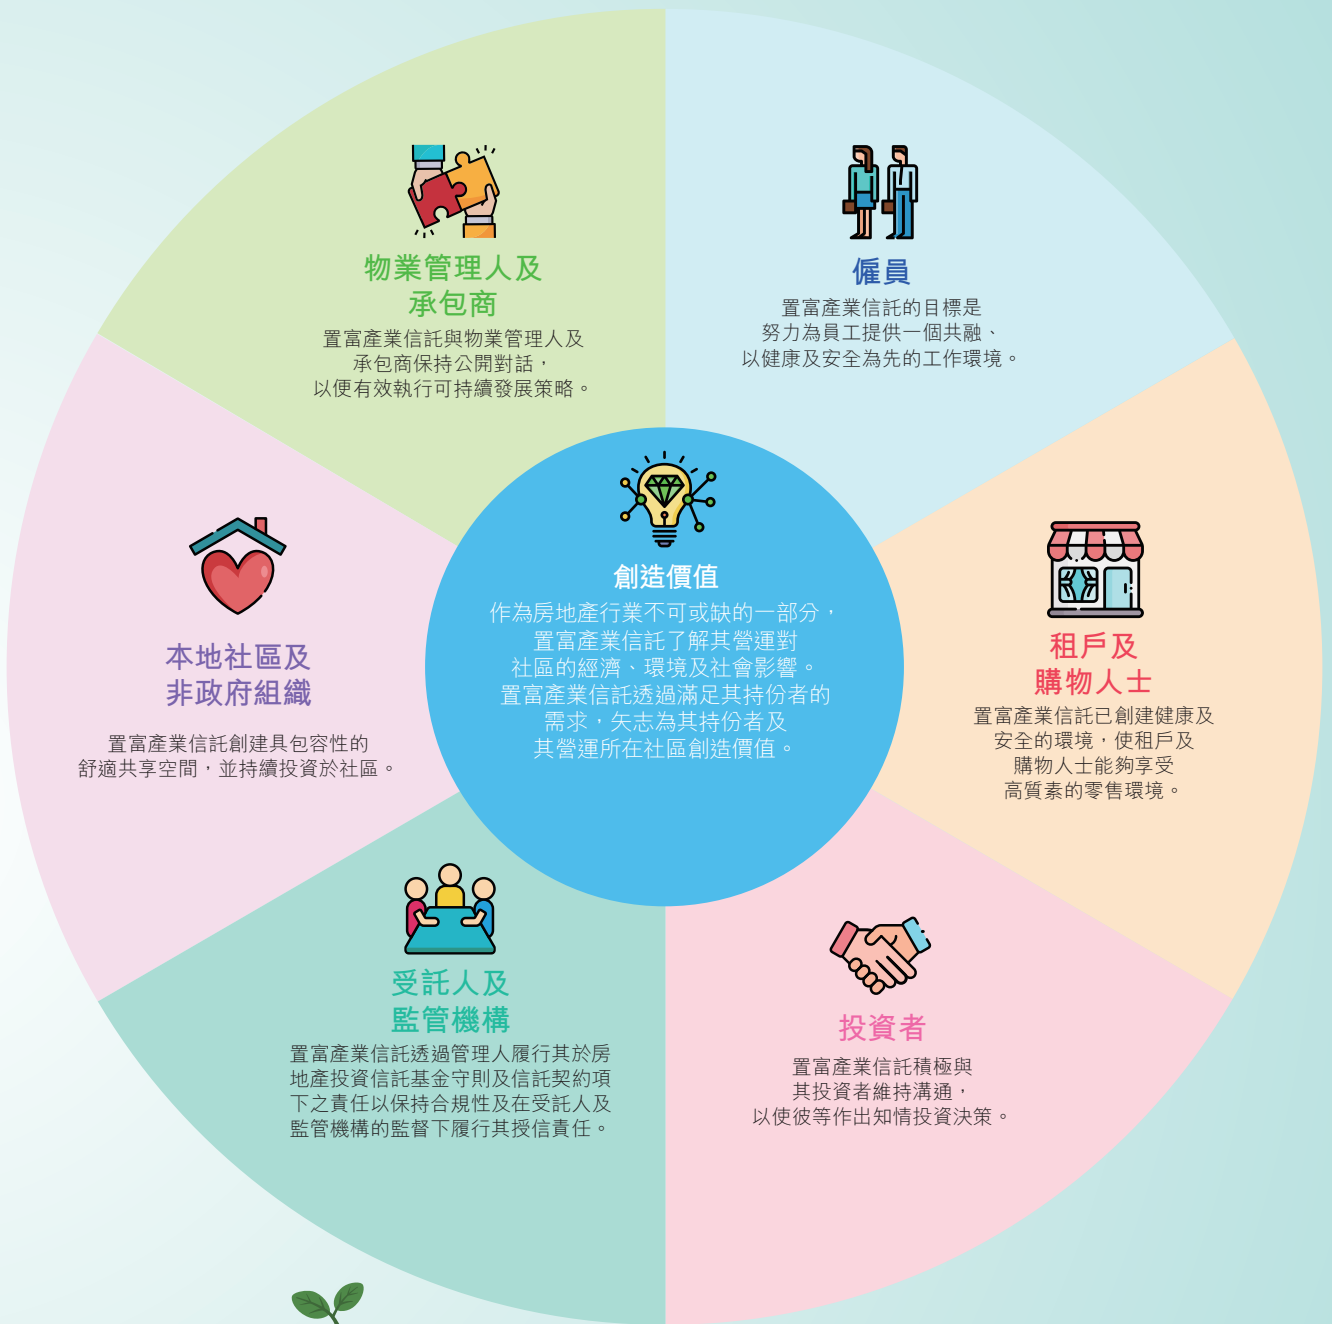 物業管理人及
承包商
置富產業信託與物業管理人及
承包商保持公開對話，
以便有效執行可持續發展策略。
僱員
置富產業信託的目標是
努力為員工提供一個共融、
以健康及安全為先的工作環境。
創造價值
作為房地產行業不可或缺的一部分，
置富產業信託了解其營運對
社區的經濟、環境及社會影響。
置富產業信託透過滿足其持份者的
需求，矢志為其持份者及
其營運所在社區創造價值。
本地社區及
非政府組織
置富產業信託創建具包容性的
舒適共享空間，並持續投資於社區。
租戶及
購物人士
置富產業信託已創建健康及
安全的環境，使租戶及
購物人士能夠享受
高質素的零售環境。
受託人及
監管機構
置富產業信託透過管理人履行其於房
地產投資信託基金守則及信託契約項
下之責任以保持合規性及在受託人及
監管機構的監督下履行其授信責任。
投資者
置富產業信託積極與
其投資者維持溝通，
以使彼等作出知情投資決策。